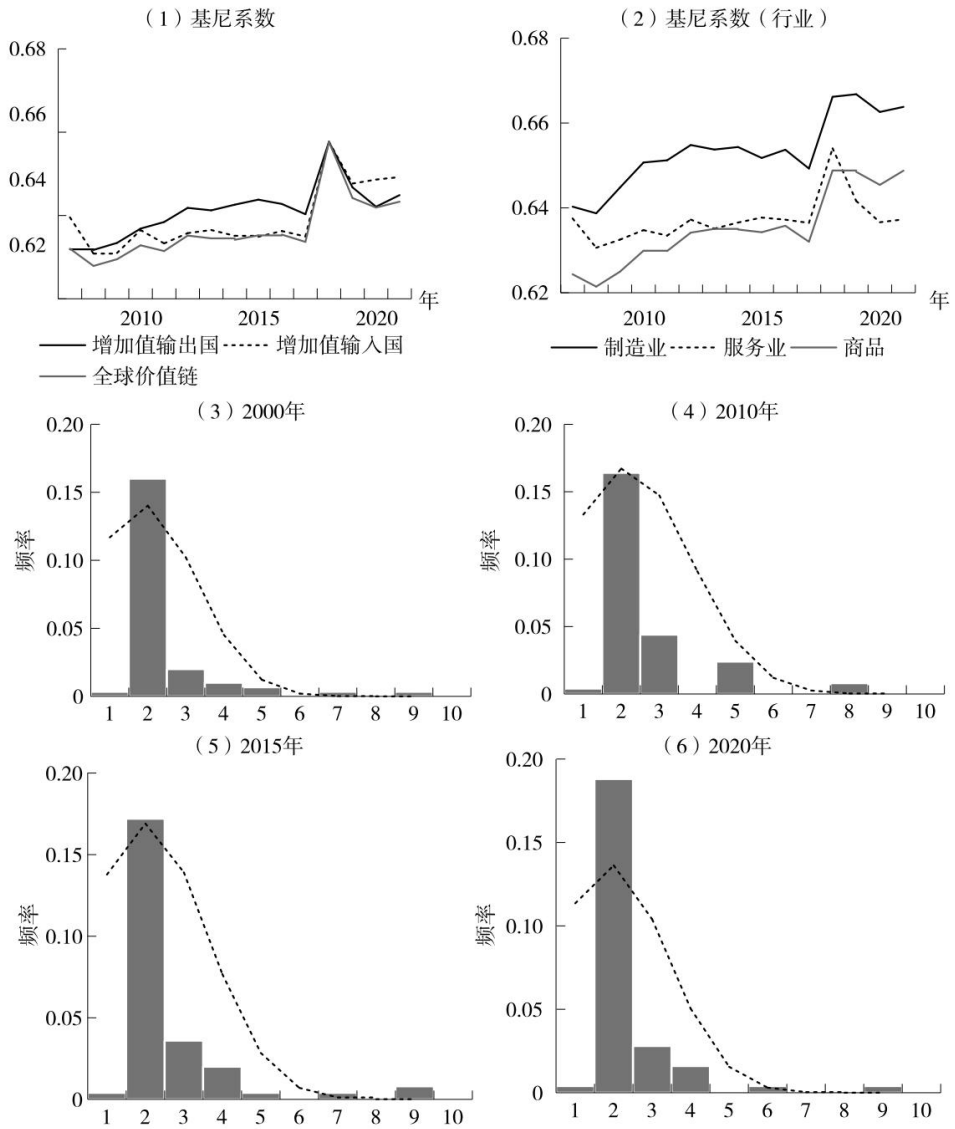 （1）基尼系数
0.68
0.66
0.64
0.62
2010
2015
2020
年
增加值输出国
增加值输入国
全球价值链
（2）基尼系数（行业）
0.68
0.66
0.64
0.62
2010
2015
2020
年
制造业
服务业
商品
（3）2000年
频率
0.20
0.15
0.10
0.05
0
1 2 3 4 5 6 7 8 9 10
（4）2010年
频率
0.20
0.15
0.10
0.05
0
1 2 3 4 5 6 7 8 9 10
（5）2015年
频率
0.20
0.15
0.10
0.05
0
1 2 3 4 5 6 7 8 9 10
（6）2020年
频率
0.20
0.15
0.10
0.05
0
1 2 3 4 5 6 7 8 9 10